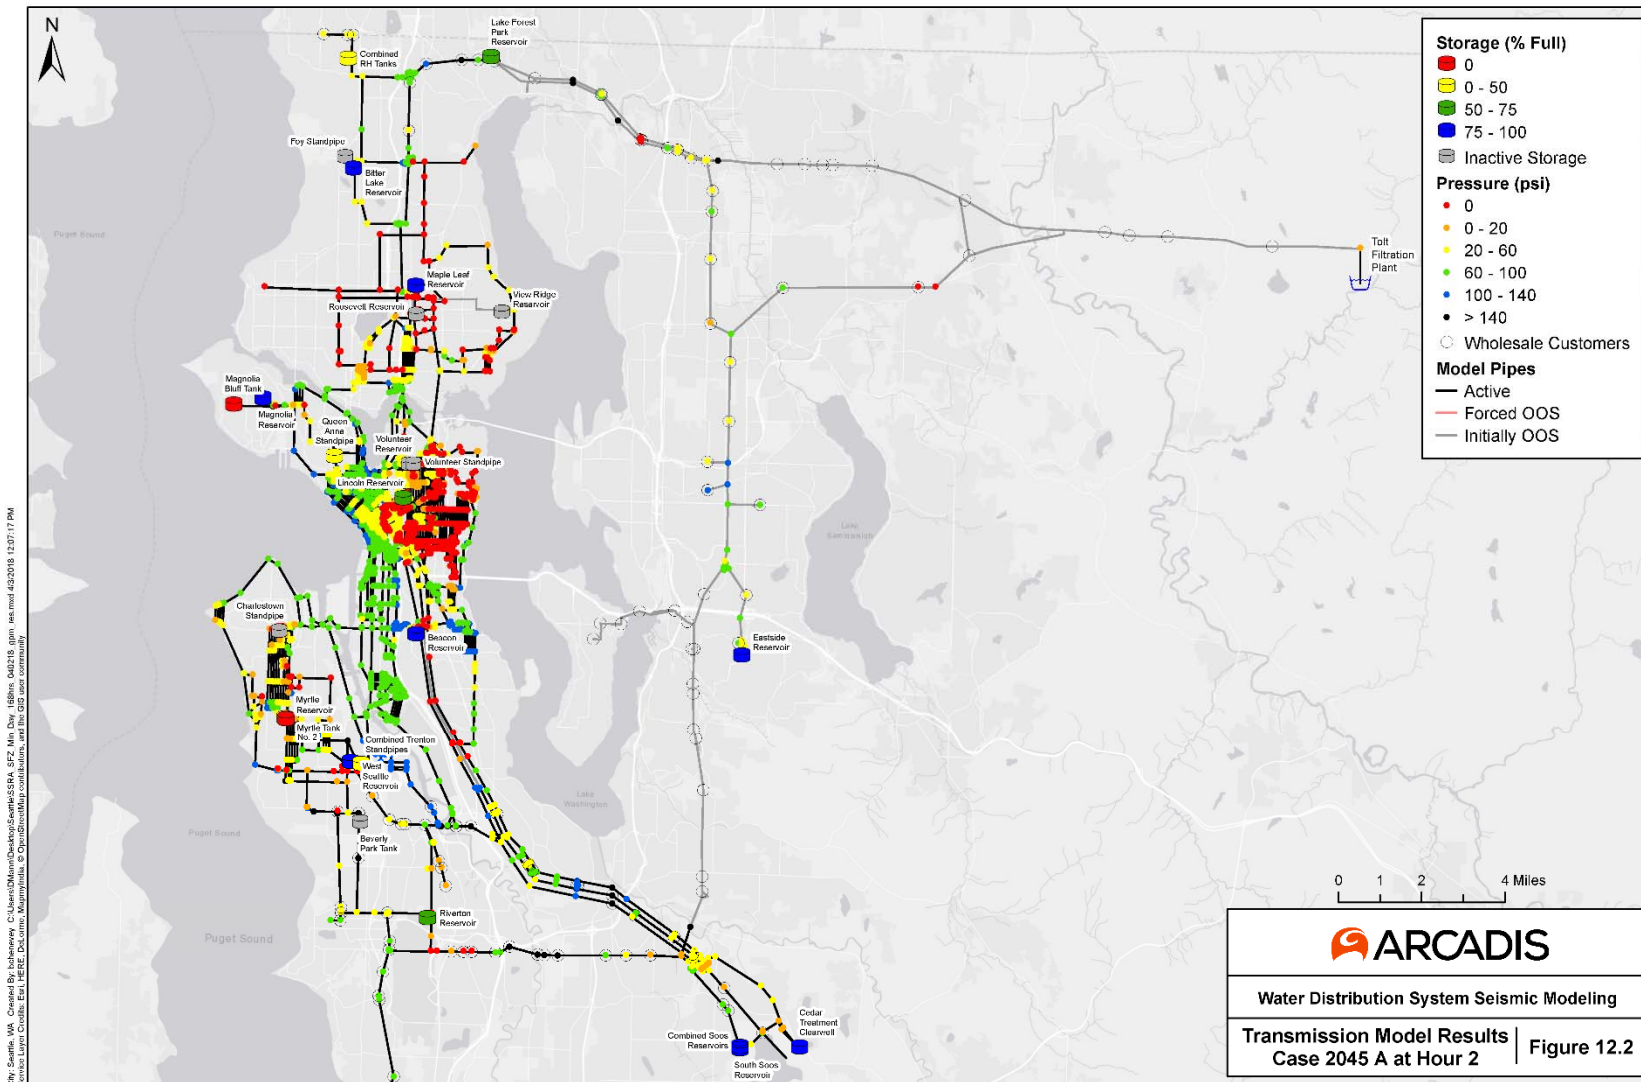 N
Lake Forest
Park
Reservoir
Combined
RH Tanks
Foy Standpipe
Bitter
Lake
Reservoir
Puget Sound
Maple Leaf
Reservoir
Roosevelt Reservoir
View Ridge
Reservoir
Tolt
Filtration
Plant
Magnolia
Bluff Tank
Magnolia
Reservoir
Queen
Anne
Standpipe
Volunteer
Reservoir
Volunteer Standpipe
Lincoln Reservoir
Lake
Sammamish
Charlestown
Standpipe
Beacon
Reservoir
Eastside
Reservoir
Myrtle
Reservoir
Myrtle Tank
No. 2
Combined Trenton
Standpipes
West
Seattle
Reservoir
Lake
Washington
Puget Sound
Beverly
Park Tank
Riverton
Reservoir
Puget Sound
Combined Soos
Reservoirs
South Soos
Reservoir
Cedar
Treatment
Clearwell
Storage (% Full)
0
0 - 50
50 - 75
75 - 100
Inactive Storage
Pressure (psi)
0
0 - 20
20 - 60
60 - 100
100 - 140
> 140
Wholesale Customers
Model Pipes
Active
Forced OOS
Initially OOS
0 1 2 4 Miles
ARCADIS
Water Distribution System Seismic Modeling
Transmission Model Results
Case 2045 A at Hour 2
Figure 12.2